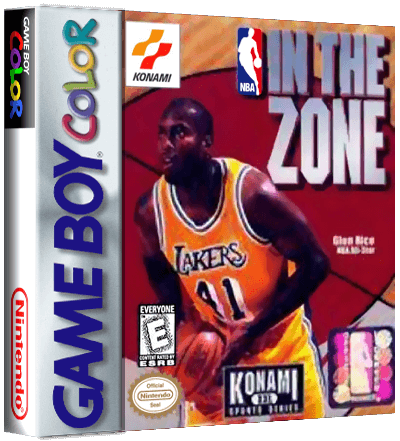 GAME BOY
COLOR
Nintendo
GAME BOY COLOR
KONAMI
NBA
IN THE
ZONE
Glen Rice
NBA All-Star
LAKERS
41
EVERYONE
E
CONTENT RATED BY
ESRB
Official
Nintendo
Seal
KONAMI
SPORTS SERIES